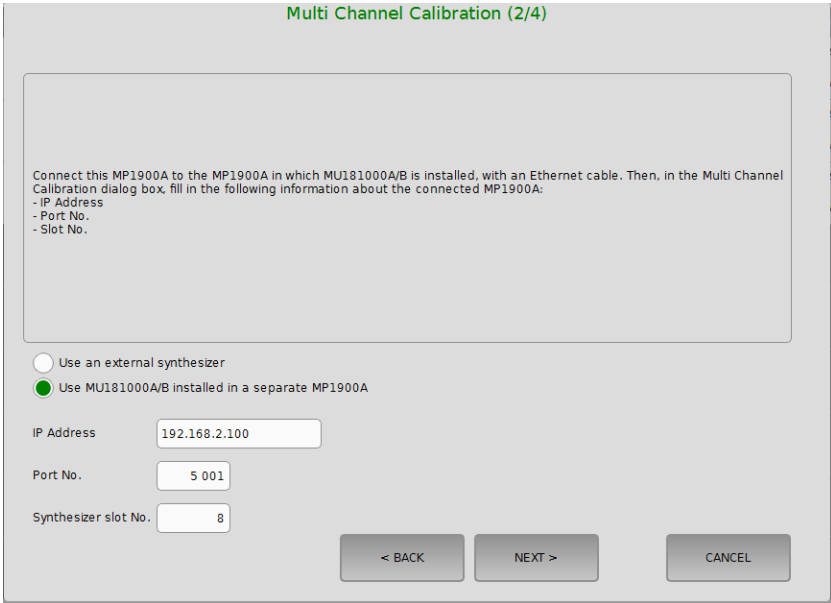 Multi Channel Calibration (2/4)
Connect this MP1900A to the MP1900A in which MU181000A/B is installed, with an Ethernet cable. Then, in the Multi Channel
Calibration dialog box, fill in the following information about the connected MP1900A:
- IP Address
- Port No.
- Slot No.
Use an external synthesizer
Use MU181000A/B installed in a separate MP1900A
IP Address 192.168.2.100
Port No. 5 001
Synthesizer slot No. 8
< BACK NEXT > CANCEL